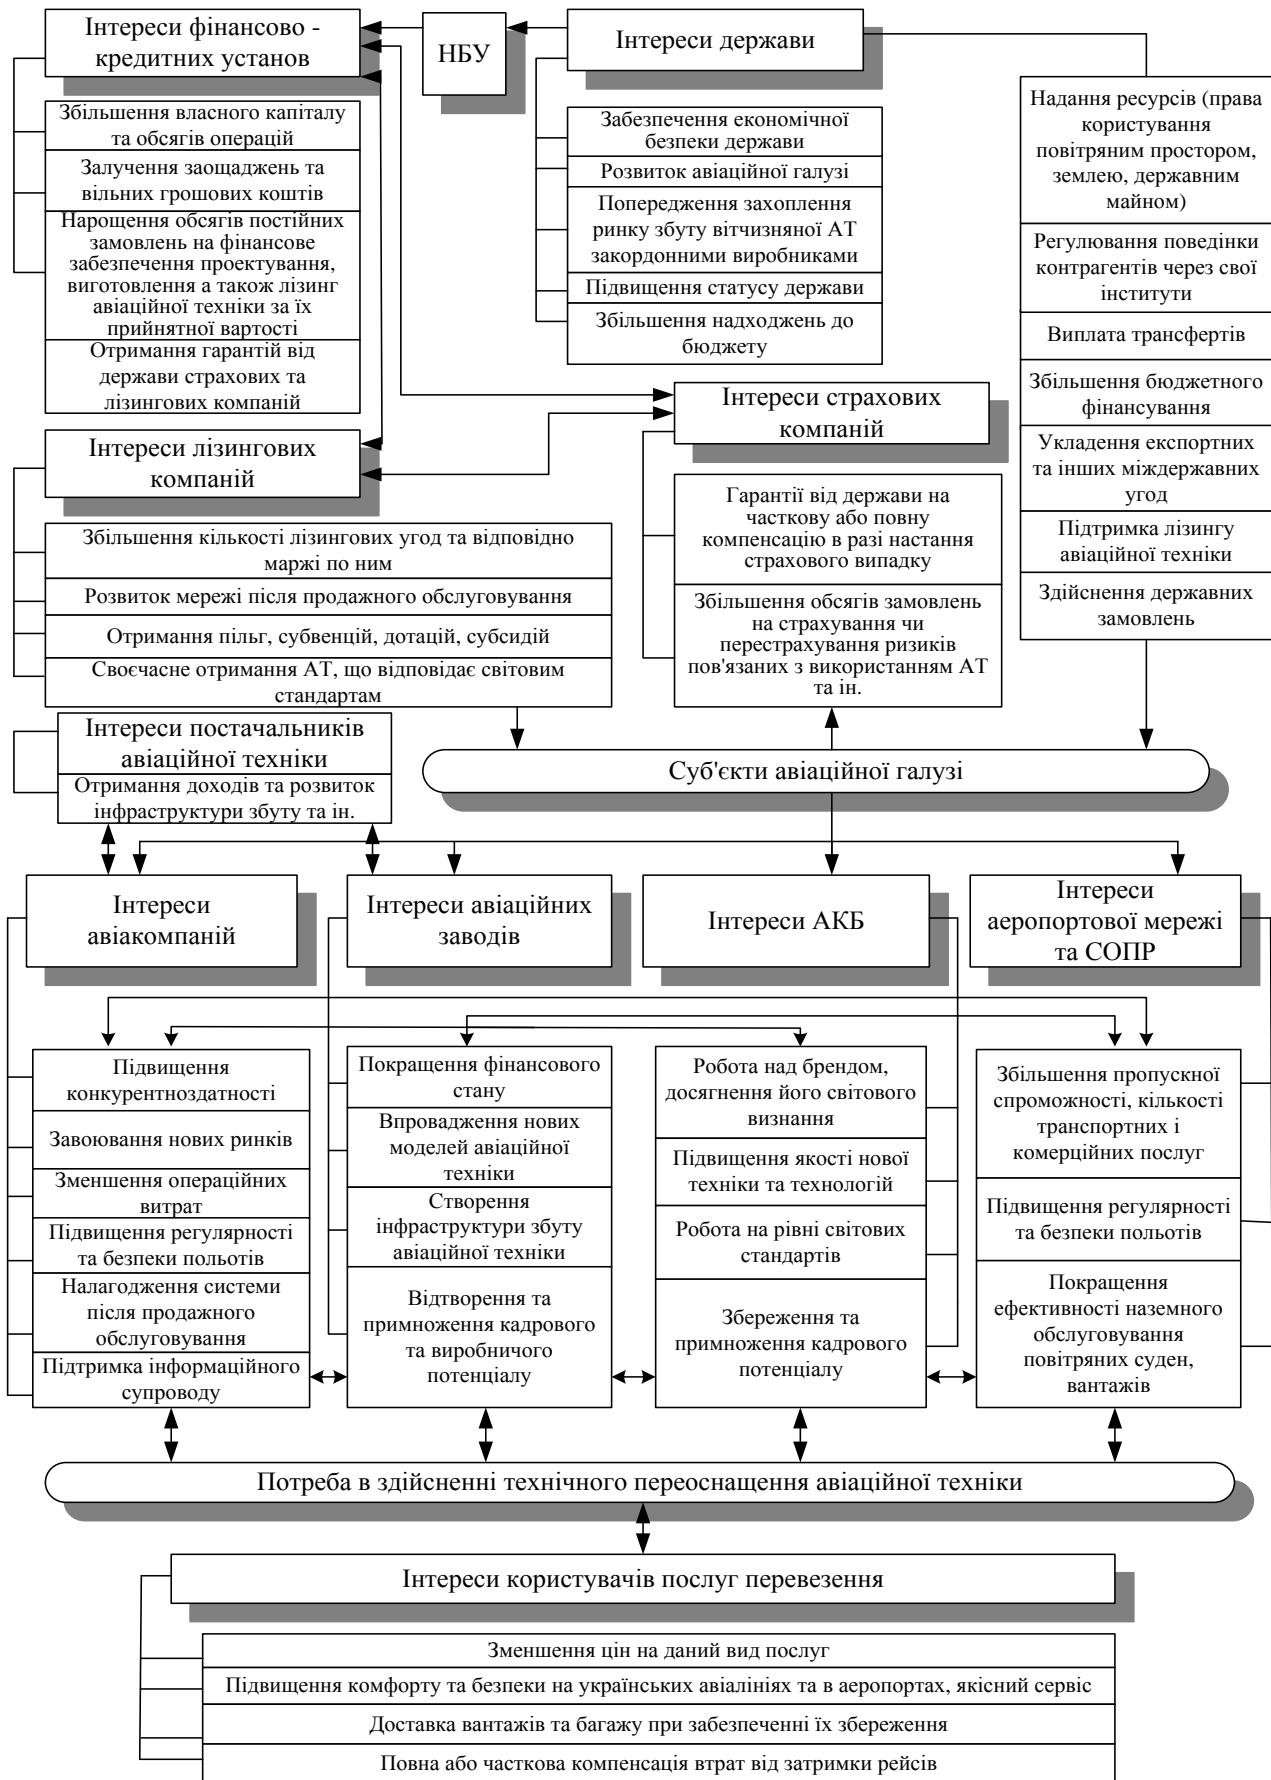 Інтереси фінансово -
кредитних установ
НБУ
Інтереси держави
Збільшення власного капіталу
та обсягів операцій
Залучення заощаджень та
вільних грошових коштів
Нарощення обсягів постійних
замовлень на фінансове
забезпечення проектування,
виготовлення а також лізинг
авіаційної техніки за їх
прийнятної вартості
Отримання гарантій від
держави страхових та
лізингових компаній
Забезпечення економічної
безпеки держави
Розвиток авіаційної галузі
Попередження захоплення
ринку збуту вітчизняної АТ
закордонними виробниками
Підвищення статусу держави
Збільшення надходжень до
бюджету
Надання ресурсів (права
користування
повітряним простором,
землею, державним
майном)
Регулювання поведінки
контрагентів через свої
інститути
Виплата трансфертів
Збільшення бюджетного
фінансування
Укладення експортних
та інших міждержавних
угод
Підтримка лізингу
авіаційної техніки
Здійснення державних
замовлень
Інтереси страхових
компаній
Гарантії від держави на
часткову або повну
компенсацію в разі настання
страхового випадку
Збільшення обсягів замовлень
на страхування чи
перестрахування ризиків
пов'язаних з використанням АТ
та ін.
Інтереси лізингових
компаній
Збільшення кількості лізингових угод та відповідно
маржі по ним
Розвиток мережі після продажного обслуговування
Отримання пільг, субвенцій, дотацій, субсидій
Своєчасне отримання АТ, що відповідає світовим
стандартам
Інтереси постачальників
авіаційної техніки
Отримання доходів та розвиток
інфраструктури збуту та ін.
Суб'єкти авіаційної галузі
Інтереси
авіакомпаній
Інтереси авіаційних
заводів
Інтереси АКБ
Інтереси
аеропортової мережі
та СОПР
Підвищення
конкурентноздатності
Завоювання нових ринків
Зменшення операційних
витрат
Підвищення регулярності
та безпеки польотів
Налагодження системи
після продажного
обслуговування
Підтримка інформаційного
супроводу
Покращення фінансового
стану
Впровадження нових
моделей авіаційної
техніки
Створення
інфраструктури збуту
авіаційної техніки
Відтворення та
примноження кадрового
та виробничого
потенціалу
Робота над брендом,
досягнення його світового
визнання
Підвищення якості нової
техніки та технологій
Робота на рівні світових
стандартів
Збереження та
примноження кадрового
потенціалу
Збільшення пропускної
спроможності, кількості
транспортних і
комерційних послуг
Підвищення регулярності
та безпеки польотів
Покращення
ефективності наземного
обслуговування
повітряних суден,
вантажів
Потреба в здійсненні технічного переоснащення авіаційної техніки
Інтереси користувачів послуг перевезення
Зменшення цін на даний вид послуг
Підвищення комфорту та безпеки на українських авіалініях та в аеропортах, якісний сервіс
Доставка вантажів та багажу при забезпеченні їх збереження
Повна або часткова компенсація втрат від затримки рейсів